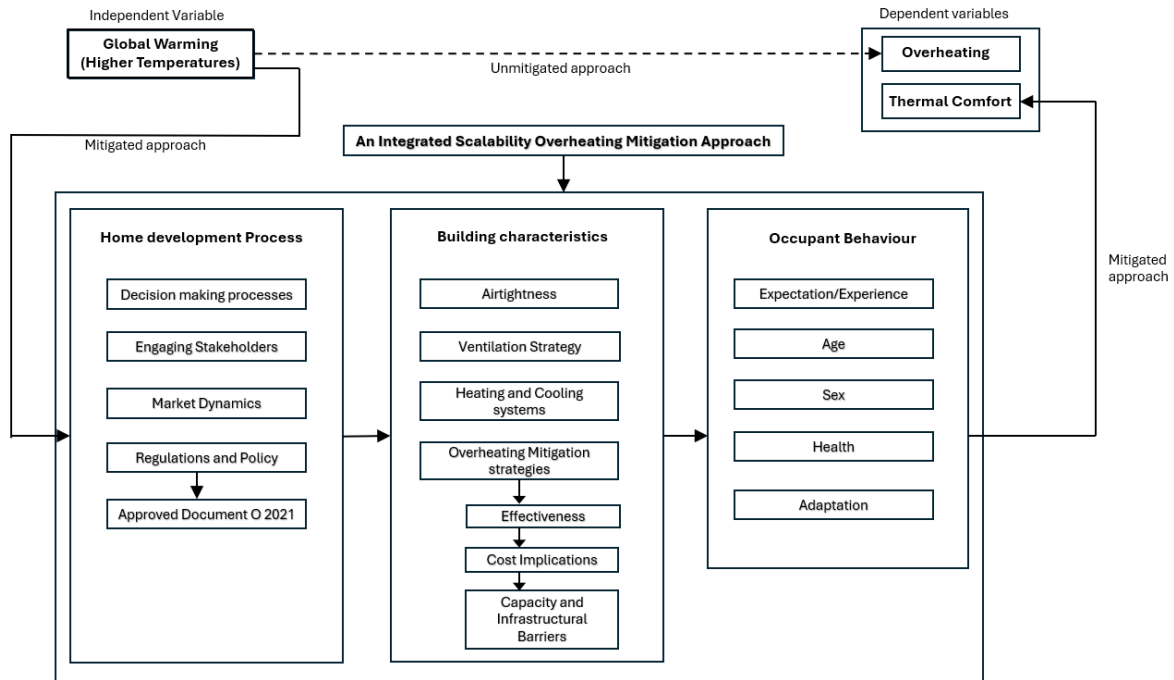 Independent Variable
Global Warming
(Higher Temperatures)
Dependent variables
Overheating
Thermal Comfort
Unmitigated approach
Mitigated approach
An Integrated Scalability Overheating Mitigation Approach
Home development Process
Decision making processes
Engaging Stakeholders
Market Dynamics
Regulations and Policy
Approved Document O 2021
Building characteristics
Airtightness
Ventilation Strategy
Heating and Cooling
systems
Overheating Mitigation
strategies
Effectiveness
Cost Implications
Capacity and
Infrastructural
Barriers
Occupant Behaviour
Expectation/Experience
Age
Sex
Health
Adaptation
Mitigated
approach